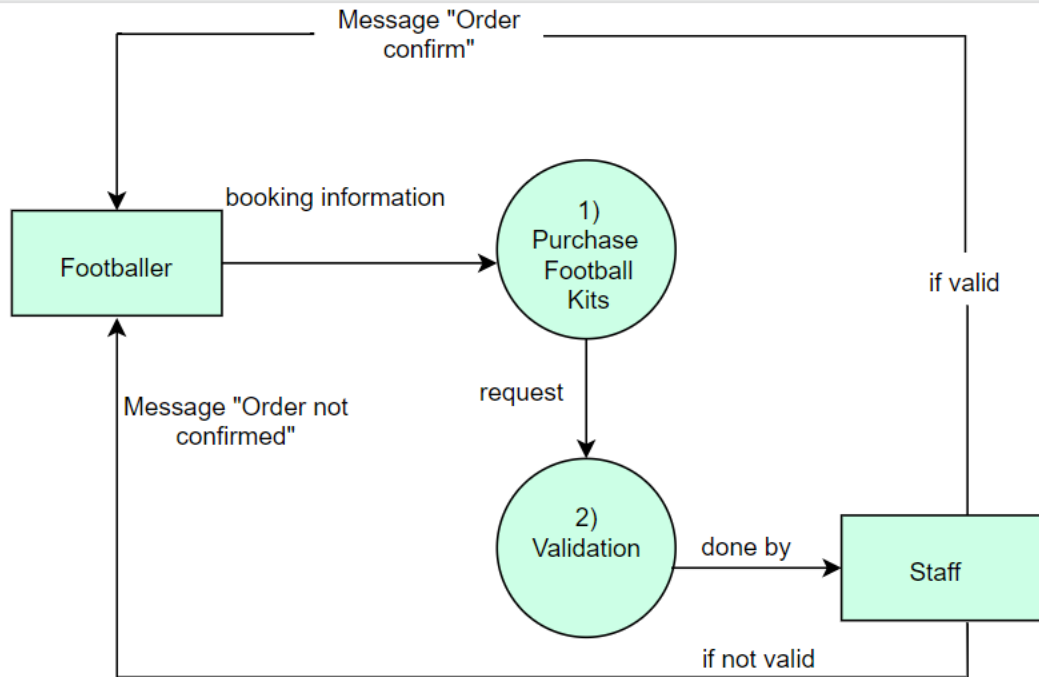 Message "Order
confirm"
booking information
1)
Purchase
Football
Kits
Footballer
if valid
request
Message "Order not
confirmed"
2)
Validation
done by
Staff
if not valid